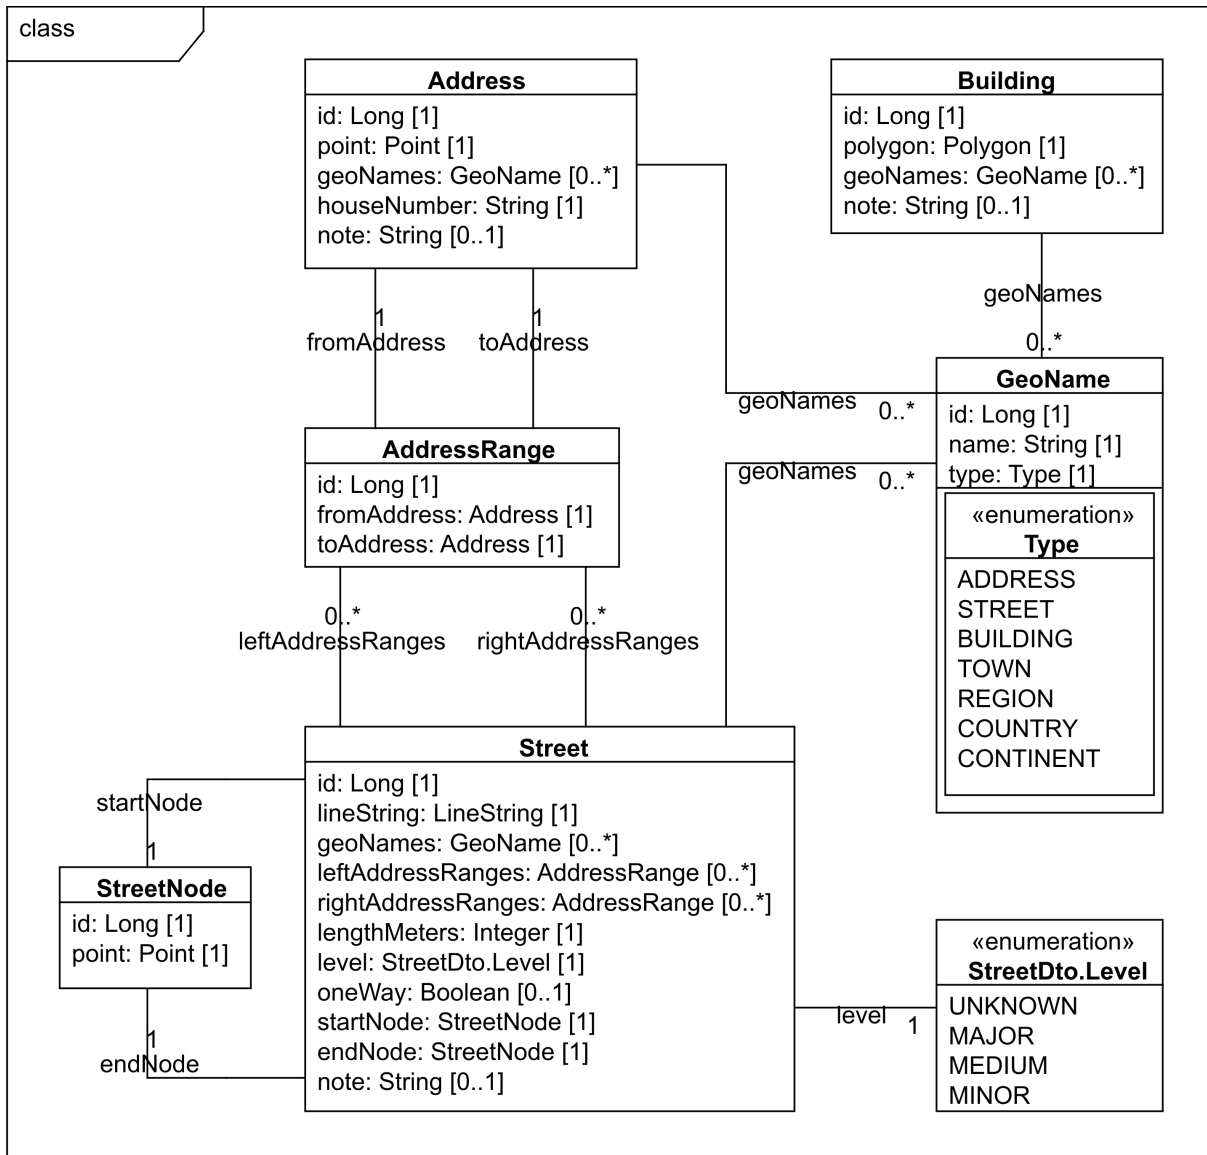 class
Address
id: Long [1]
point: Point [1]
geoNames: GeoName [0..*]
houseNumber: String [1]
note: String [0..1]
Building
id: Long [1]
polygon: Polygon [1]
geoNames: GeoName [0..*]
note: String [0..1]
1
fromAddress
1
toAddress
geoNames
0..*
geoNames
0..*
GeoName
id: Long [1]
name: String [1]
type: Type [1]
«enumeration»
Type
ADDRESS
STREET
BUILDING
TOWN
REGION
COUNTRY
CONTINENT
AddressRange
id: Long [1]
fromAddress: Address [1]
toAddress: Address [1]
geoNames
0..*
0..*
leftAddressRanges
0..*
rightAddressRanges
Street
id: Long [1]
lineString: LineString [1]
geoNames: GeoName [0..*]
leftAddressRanges: AddressRange [0..*]
rightAddressRanges: AddressRange [0..*]
lengthMeters: Integer [1]
level: StreetDto.Level [1]
oneWay: Boolean [0..1]
startNode: StreetNode [1]
endNode: StreetNode [1]
note: String [0..1]
startNode
1
StreetNode
id: Long [1]
point: Point [1]
1
endNode
level
1
«enumeration»
StreetDto.Level
UNKNOWN
MAJOR
MEDIUM
MINOR